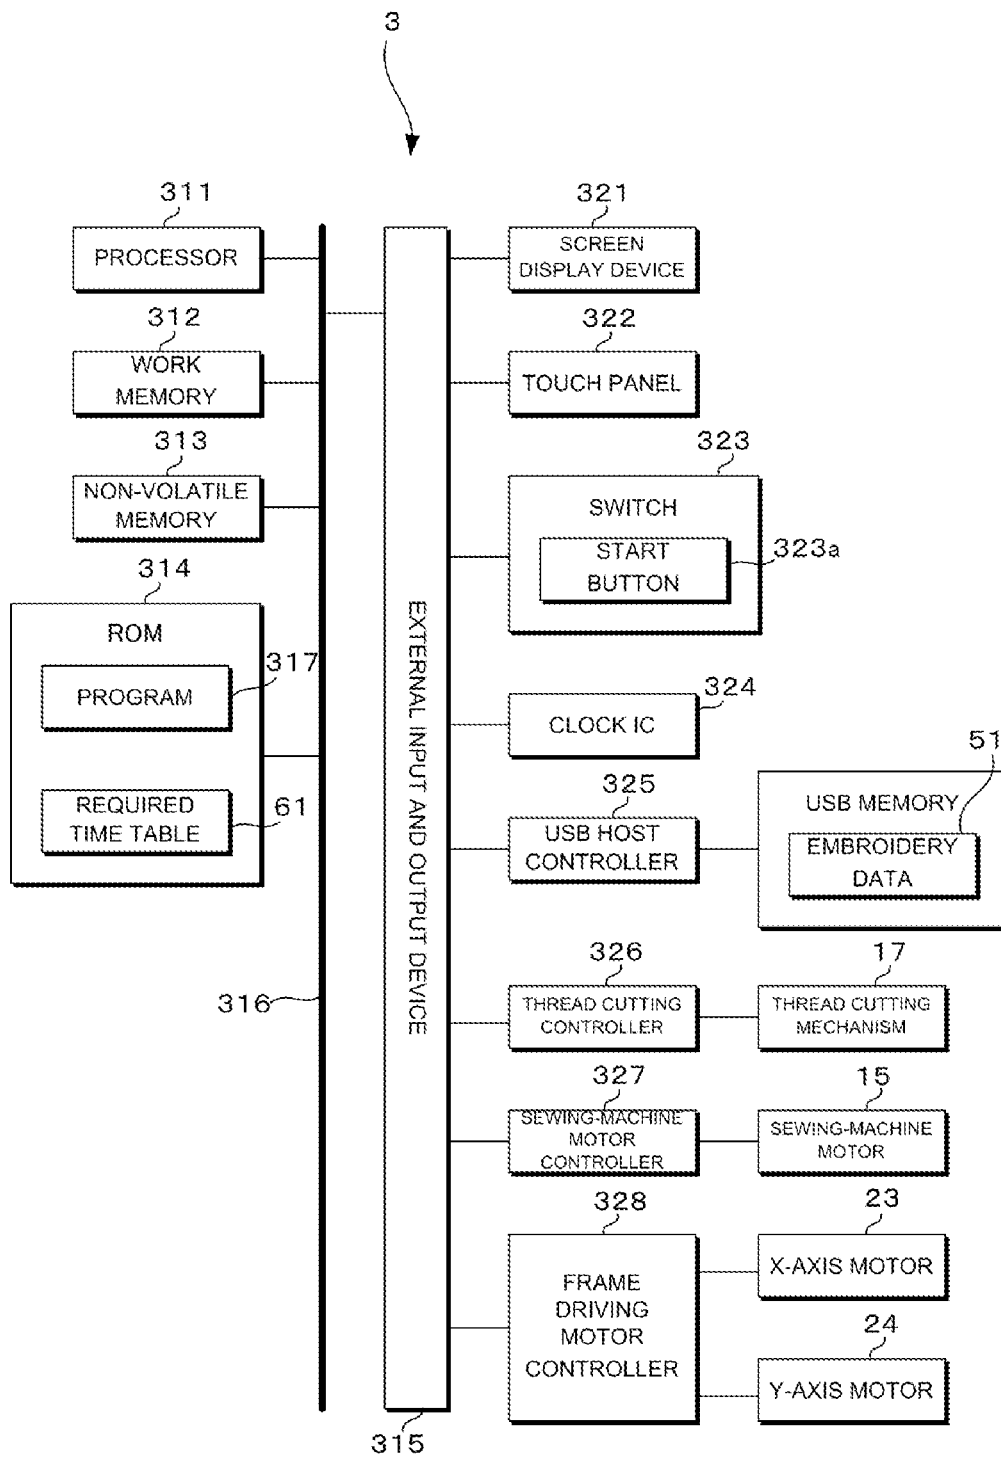 3
311
PROCESSOR
312
WORK
MEMORY
313
NON-VOLATILE
MEMORY
314
ROM
317
PROGRAM
61
REQUIRED
TIME TABLE
316
EXTERNAL INPUT AND OUTPUT DEVICE
315
321
SCREEN
DISPLAY DEVICE
322
TOUCH PANEL
323
SWITCH
323a
START
BUTTON
324
CLOCK IC
325
USB HOST
CONTROLLER
51
USB MEMORY
EMBROIDERY
DATA
326
THREAD CUTTING
CONTROLLER
17
THREAD CUTTING
MECHANISM
327
SEWING-MACHINE
MOTOR
CONTROLLER
15
SEWING-MACHINE
MOTOR
328
FRAME
DRIVING
MOTOR
CONTROLLER
23
X-AXIS MOTOR
24
Y-AXIS MOTOR